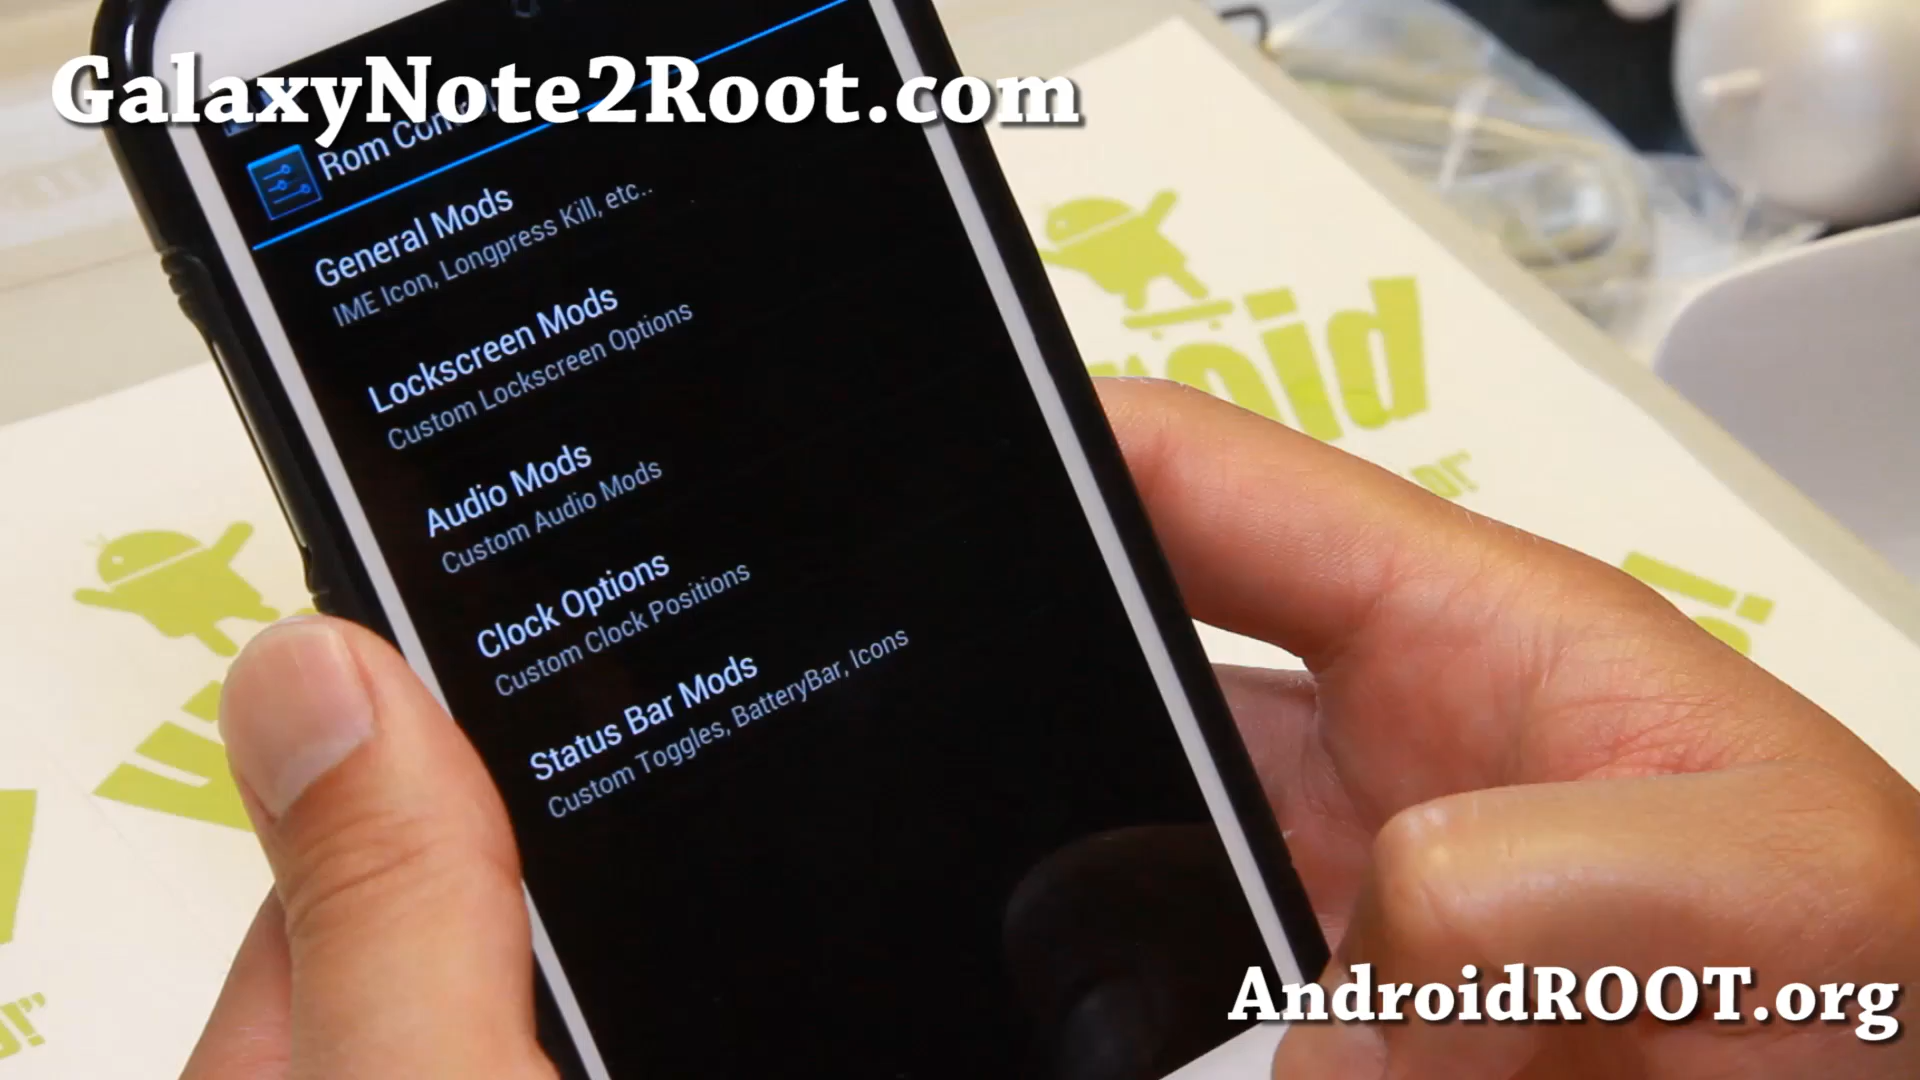 GalaxyNote2Root.com
Rom Control
General Mods
IME Icon, Longpress Kill, etc..
Lockscreen Mods
Custom Lockscreen Options
Audio Mods
Custom Audio Mods
Clock Options
Custom Clock Positions
Status Bar Mods
Custom Toggles, BatteryBar, Icons
AndroidROOT.org